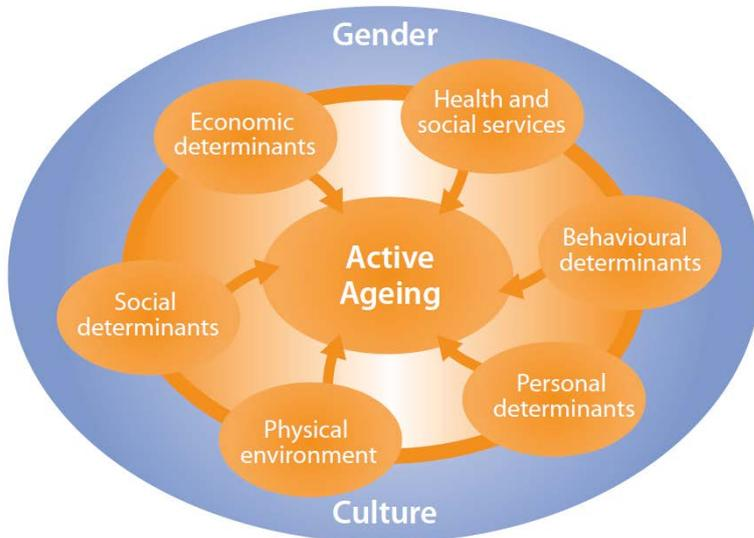 Gender
Economic
determinants
Health and
social services
Behavioural
determinants
Active
Ageing
Social
determinants
Personal
determinants
Physical
environment
Culture